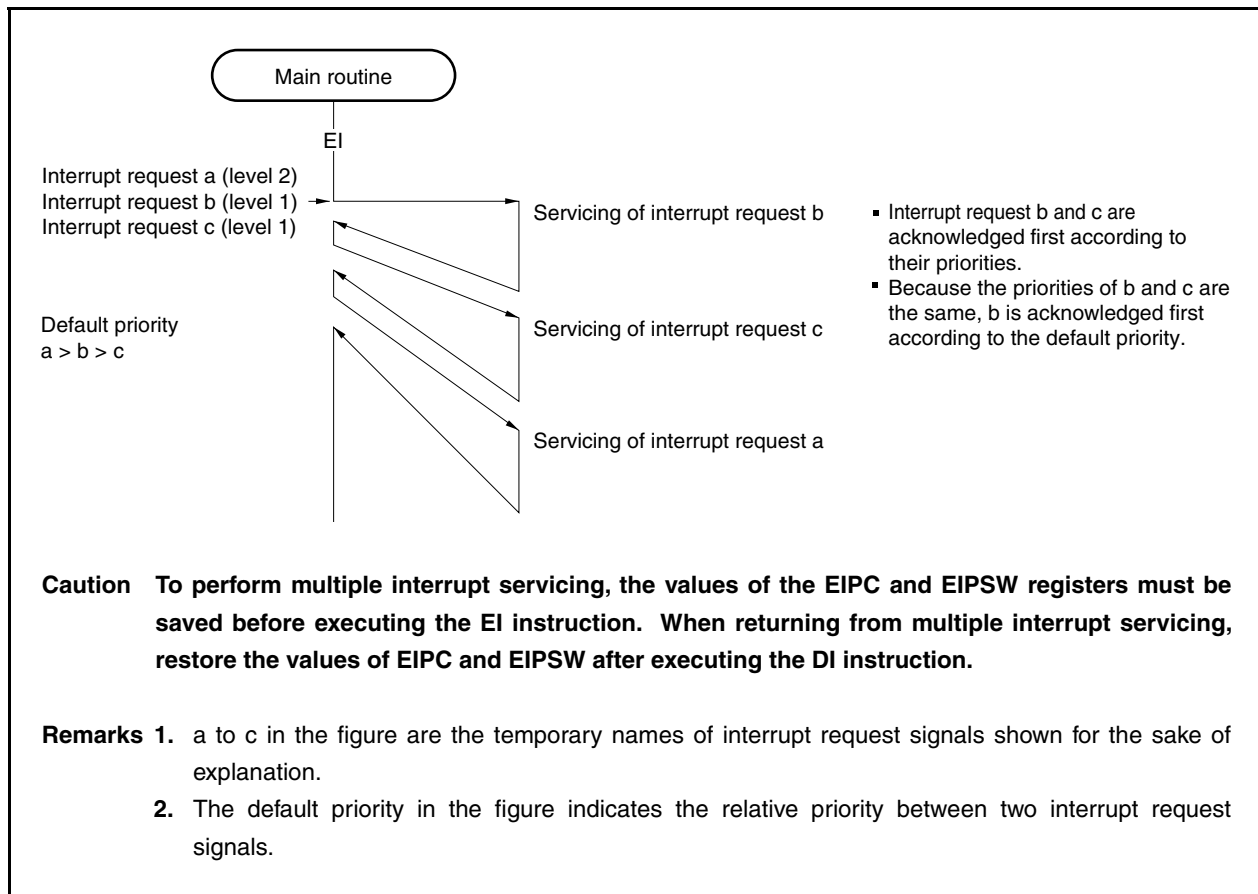 Main routine
EI
Interrupt request a (level 2)
Interrupt request b (level 1)
Interrupt request c (level 1)
Servicing of interrupt request b
▪ Interrupt request b and c are
acknowledged first according to
their priorities.
▪ Because the priorities of b and c are
the same, b is acknowledged first
according to the default priority.
Default priority
a > b > c
Servicing of interrupt request c
Servicing of interrupt request a
Caution To perform multiple interrupt servicing, the values of the EIPC and EIPSW registers must be
saved before executing the EI instruction. When returning from multiple interrupt servicing,
restore the values of EIPC and EIPSW after executing the DI instruction.
Remarks 1. a to c in the figure are the temporary names of interrupt request signals shown for the sake of
explanation.
2. The default priority in the figure indicates the relative priority between two interrupt request
signals.